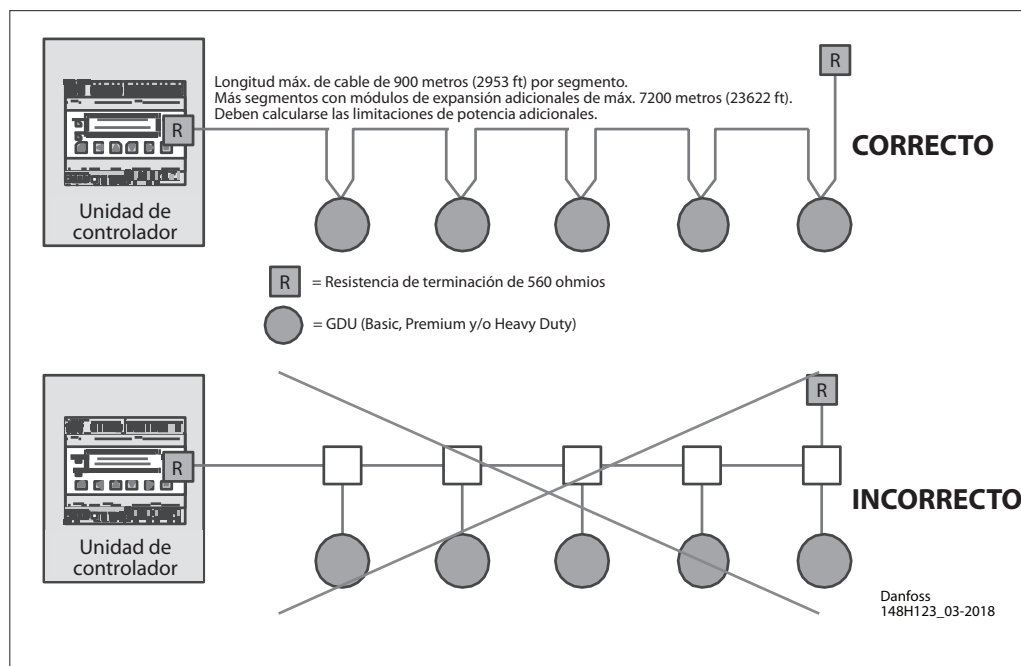 R
Longitud máx. de cable de 900 metros (2953 ft) por segmento.
Más segmentos con módulos de expansión adicionales de máx. 7200 metros (23622 ft).
Deben calcularse las limitaciones de potencia adicionales.
R
CORRECTO
Unidad de
controlador
R = Resistencia de terminación de 560 ohmios
= GDU (Basic, Premium y/o Heavy Duty)
R
R
INCORRECTO
Unidad de
controlador
Danfoss
148H123_03-2018